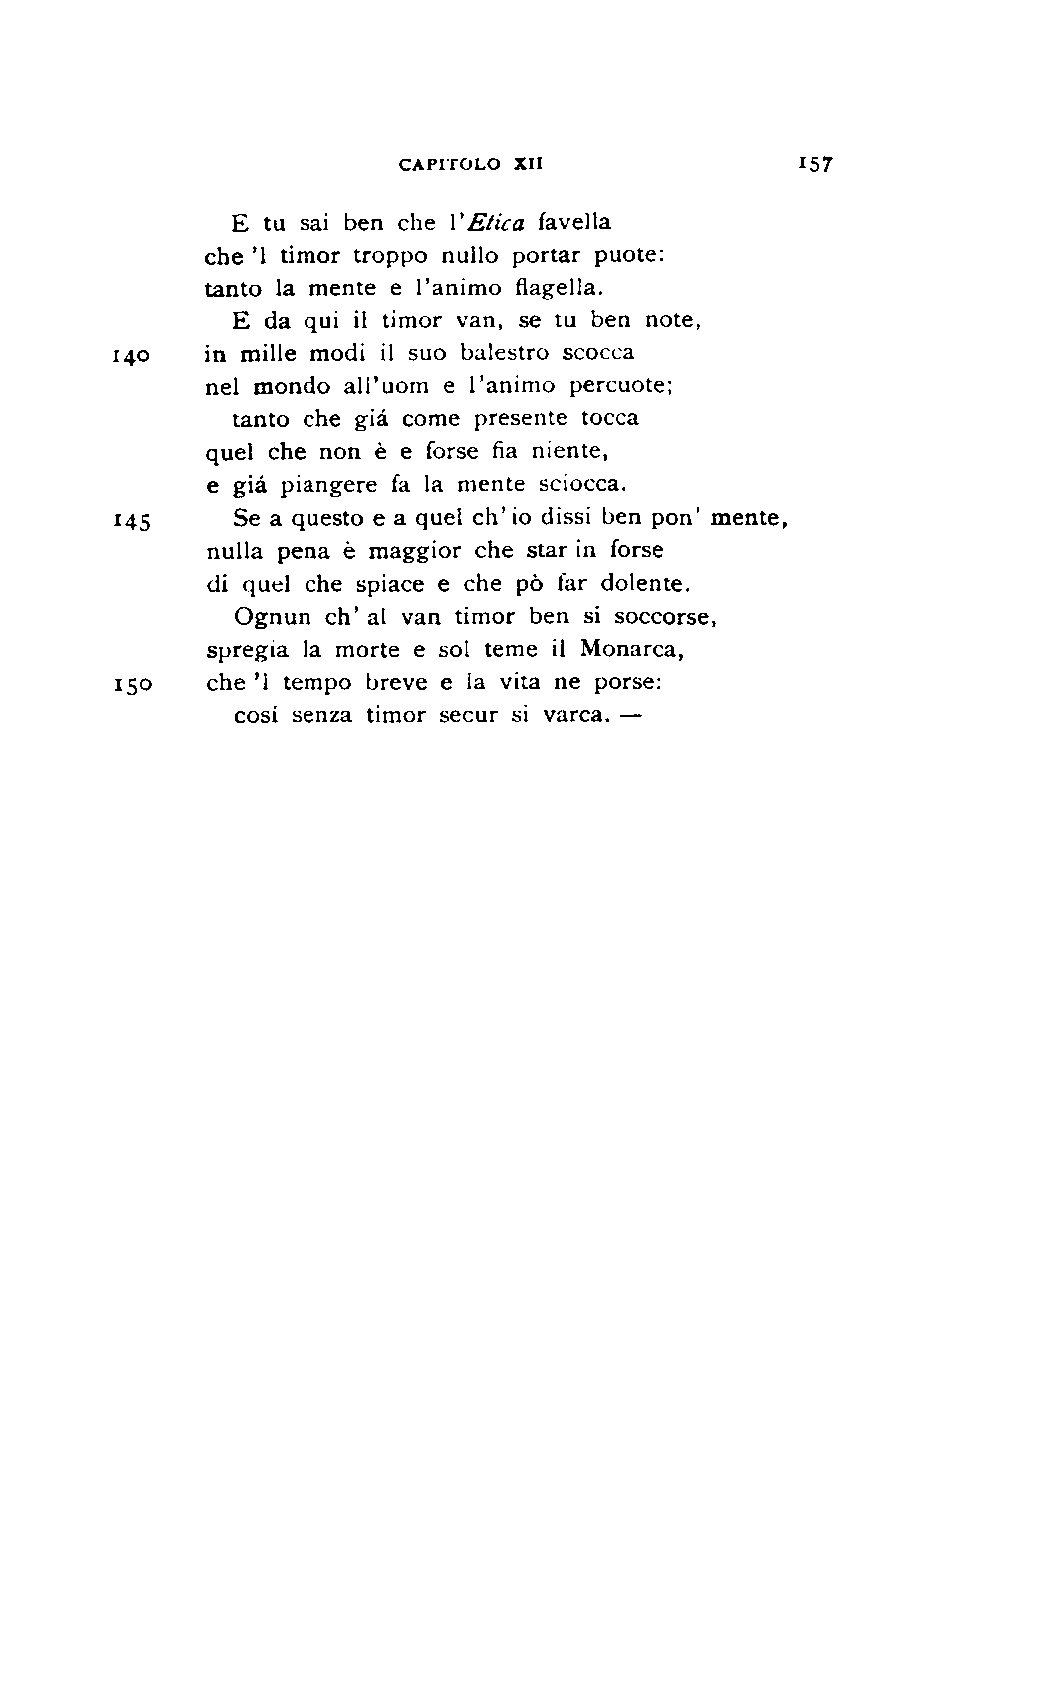 CAPITOLO XII 157
E tu sai ben che l'Etica favella
che 'l timor troppo nullo portar puote:
tanto la mente e l'animo flagella.
E da qui il timor van, se tu ben note,
140 in mille modi il suo balestro scocca
nel mondo all'uom e l'animo percuote;
tanto che giá come presente tocca
quel che non è e forse fia niente,
e giá piangere fa la mente sciocca.
145 Se a questo e a quel ch' io dissi ben pon' mente,
nulla pena è maggior che star in forse
di quel che spiace e che pò far dolente.
Ognun ch' al van timor ben si soccorse,
spregia la morte e sol teme il Monarca,
150 che 'l tempo breve e la vita ne porse:
cosí senza timor secur si varca. —